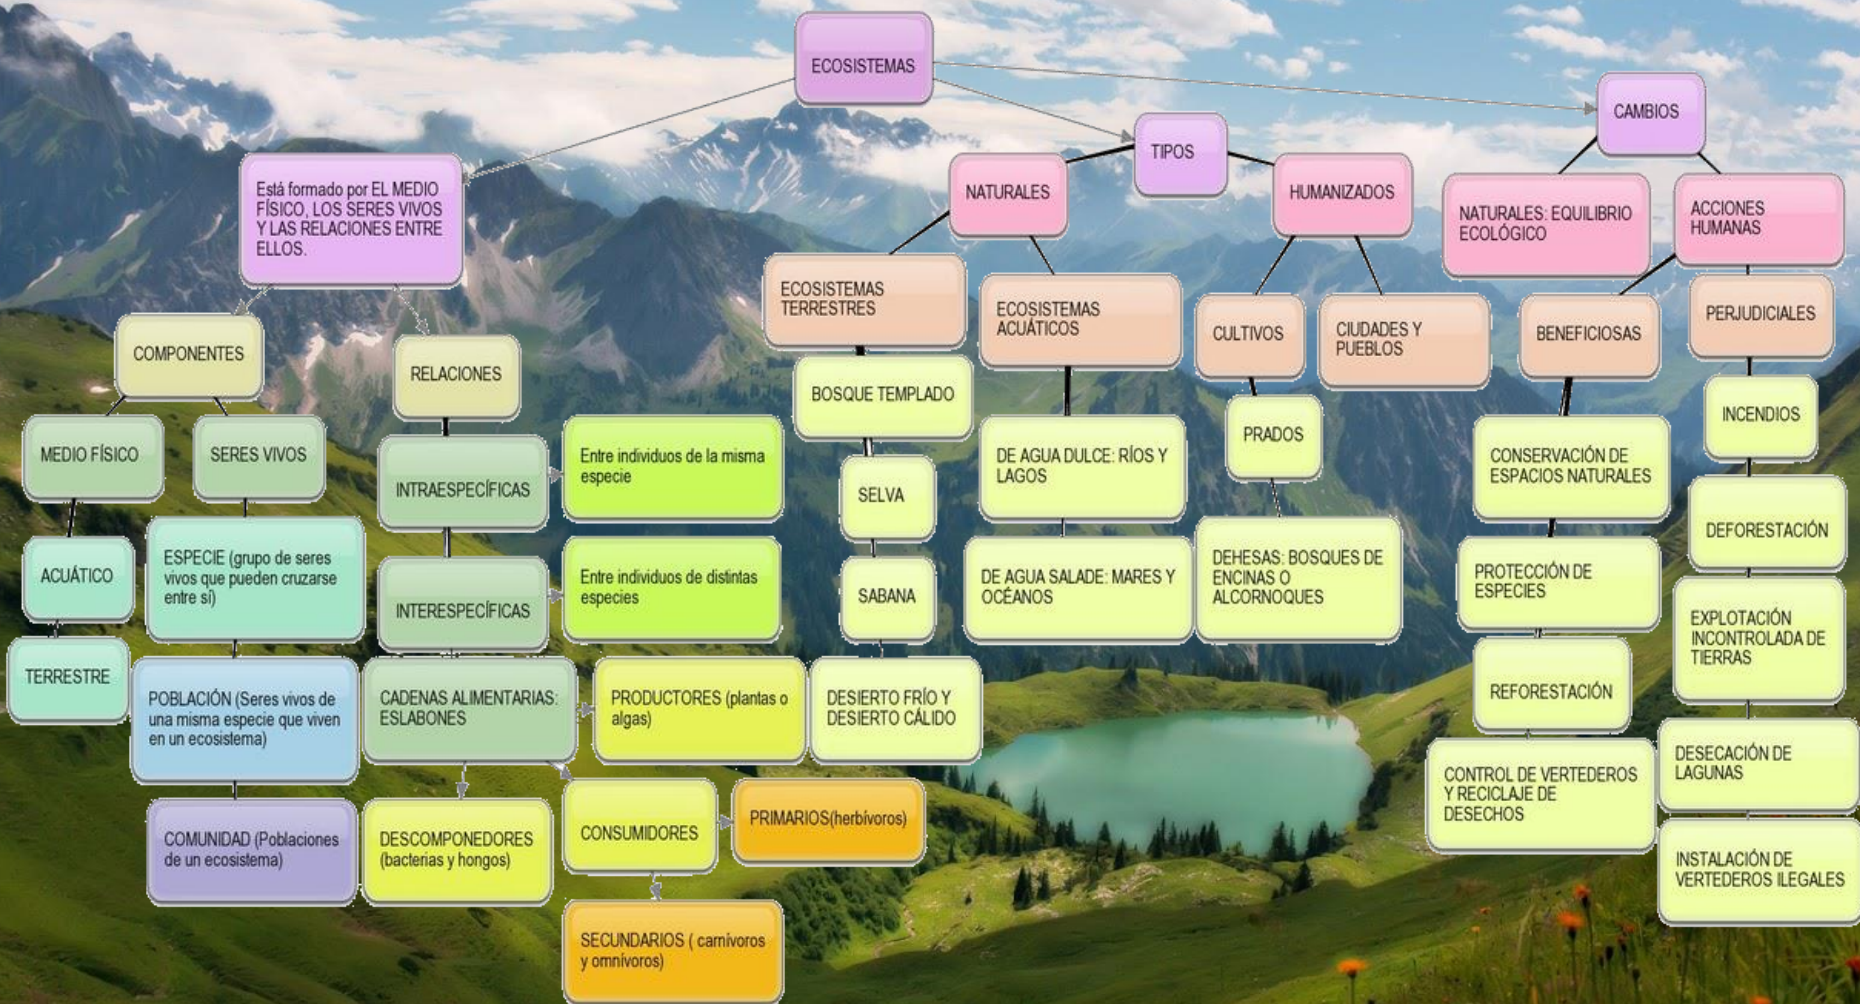 ECOSISTEMAS
Está formado por EL MEDIO
FÍSICO, LOS SERES VIVOS
Y LAS RELACIONES ENTRE
ELLOS.
COMPONENTES
MEDIO FÍSICO
ACUÁTICO
TERRESTRE
SERES VIVOS
ESPECIE (grupo de seres
vivos que pueden cruzarse
entre sí)
POBLACIÓN (Seres vivos de
una misma especie que viven
en un ecosistema)
COMUNIDAD (Poblaciones
de un ecosistema)
RELACIONES
INTRAESPECÍFICAS
Entre individuos de la misma
especie
INTERESPECÍFICAS
Entre individuos de distintas
especies
CADENAS ALIMENTARIAS:
ESLABONES
PRODUCTORES (plantas o
algas)
DESCOMPONEDORES
(bacterias y hongos)
CONSUMIDORES
PRIMARIOS(herbívoros)
SECUNDARIOS ( carnívoros
y omnívoros)
TIPOS
NATURALES
ECOSISTEMAS
TERRESTRES
BOSQUE TEMPLADO
SELVA
SABANA
DESIERTO FRÍO Y
DESIERTO CÁLIDO
ECOSISTEMAS
ACUÁTICOS
DE AGUA DULCE: RÍOS Y
LAGOS
DE AGUA SALADE: MARES Y
OCÉANOS
HUMANIZADOS
CULTIVOS
PRADOS
DEHESAS: BOSQUES DE
ENCINAS O
ALCORNOQUES
CIUDADES Y
PUEBLOS
CAMBIOS
NATURALES: EQUILIBRIO
ECOLÓGICO
ACCIONES
HUMANAS
BENEFICIOSAS
CONSERVACIÓN DE
ESPACIOS NATURALES
PROTECCIÓN DE
ESPECIES
REFORESTACIÓN
CONTROL DE VERTEDEROS
Y RECICLAJE DE
DESECHOS
PERJUDICIALES
INCENDIOS
DEFORESTACIÓN
EXPLOTACIÓN
INCONTROLADA DE
TIERRAS
DESECACIÓN DE
LAGUNAS
INSTALACIÓN DE
VERTEDEROS ILEGALES